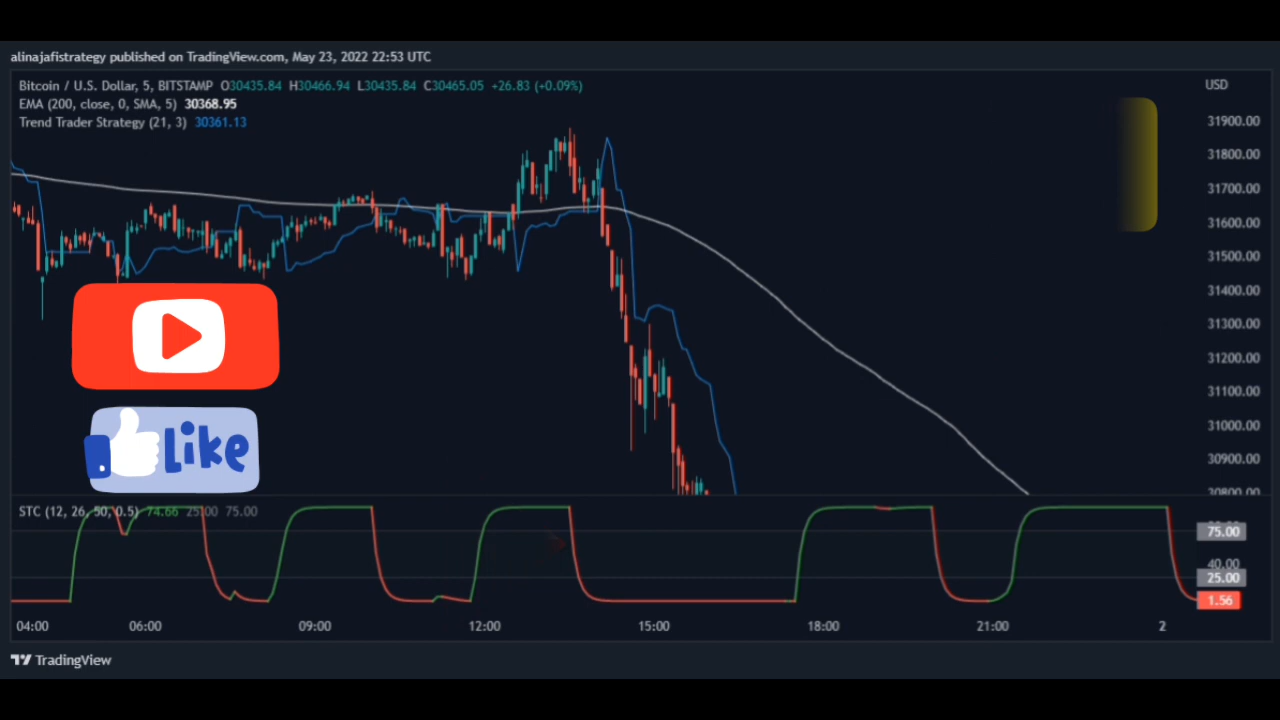 alinajafistrategy published on TradingView.com, May 23, 2022 22:53 UTC
Bitcoin / U.S. Dollar, 5, BITSTAMP O30435.84 H30466.94 L30435.84 C30465.05 +26.83 (+0.09%)
USD
EMA (200, close, 0, SMA, 5) 30368.95
Trend Trader Strategy (21, 3) 30361.13
31900.00
31800.00
31700.00
31600.00
31500.00
31400.00
31300.00
31200.00
31100.00
31000.00
30900.00
30800.00
Like
STC (12, 26, 50, 0.5) 74.66 25.00 75.00
75.00
40.00
25.00
1.56
04:00 06:00 09:00 12:00 15:00 18:00 21:00 2
TradingView